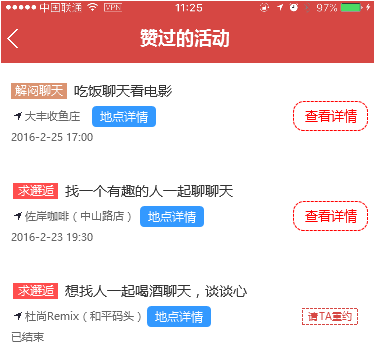 中国联通 VPN 11:25 97%
赞过的活动
解闷聊天 吃饭聊天看电影
大丰收鱼庄 地点详情 查看详情
2016-2-25 17:00
求邂逅 找一个有趣的人一起聊聊天
佐岸咖啡（中山路店） 地点详情 查看详情
2016-2-23 19:30
求邂逅 想找人一起喝酒聊天，谈谈心
杜尚Remix（和平码头） 地点详情 请TA重约
已结束